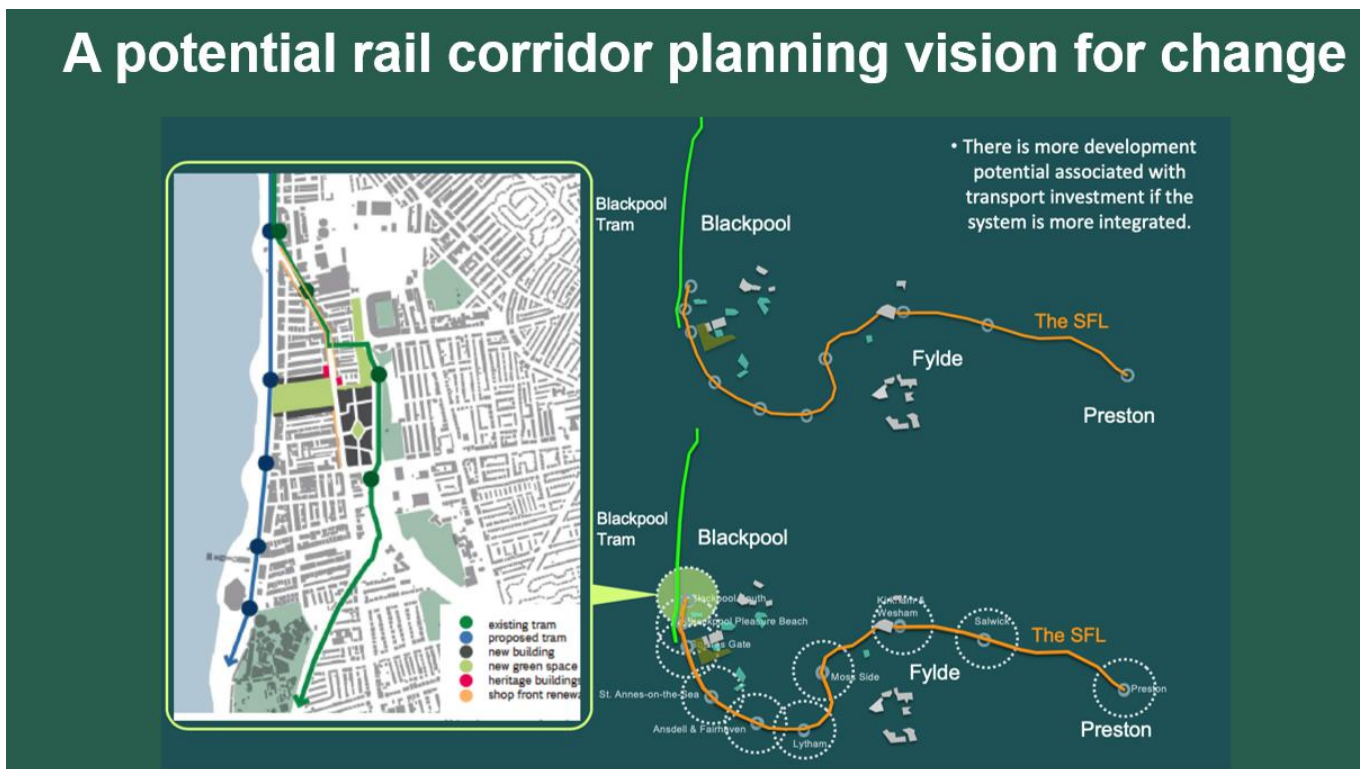 A potential rail corridor planning vision for change
• There is more development
potential associated with
transport investment if the
system is more integrated.
Blackpool
Tram
Blackpool
The SFL
Fylde
Preston
existing tram
proposed tram
new building
new green space
heritage buildings
shop front renewa
Blackpool
Tram
Blackpool
Blackpool South
Blackpool Pleasure Beach
Gate
St. Annes-on-the-Sea
Ansdell & Fairhaven
Lytham
Moss Side
Kirkham &
Wesham
Salwick
The SFL
Fylde
Preston
Preston